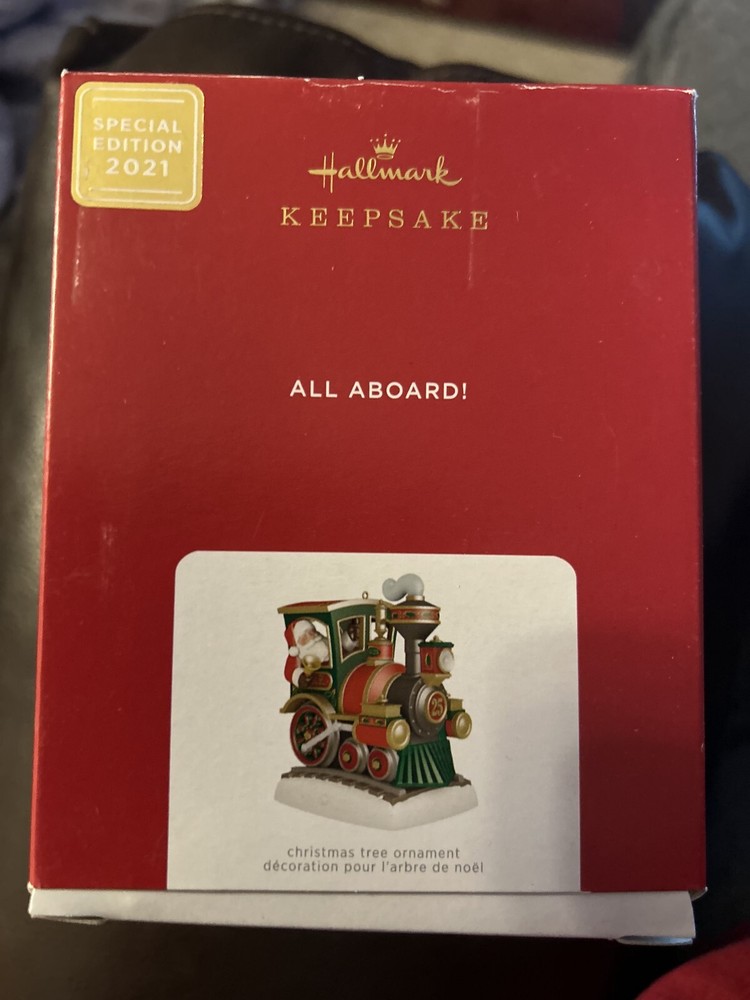 SPECIAL
EDITION
2021
Hallmark
KEEPSAKE
ALL ABOARD!
25
christmas tree ornament
décoration pour l'arbre de noël